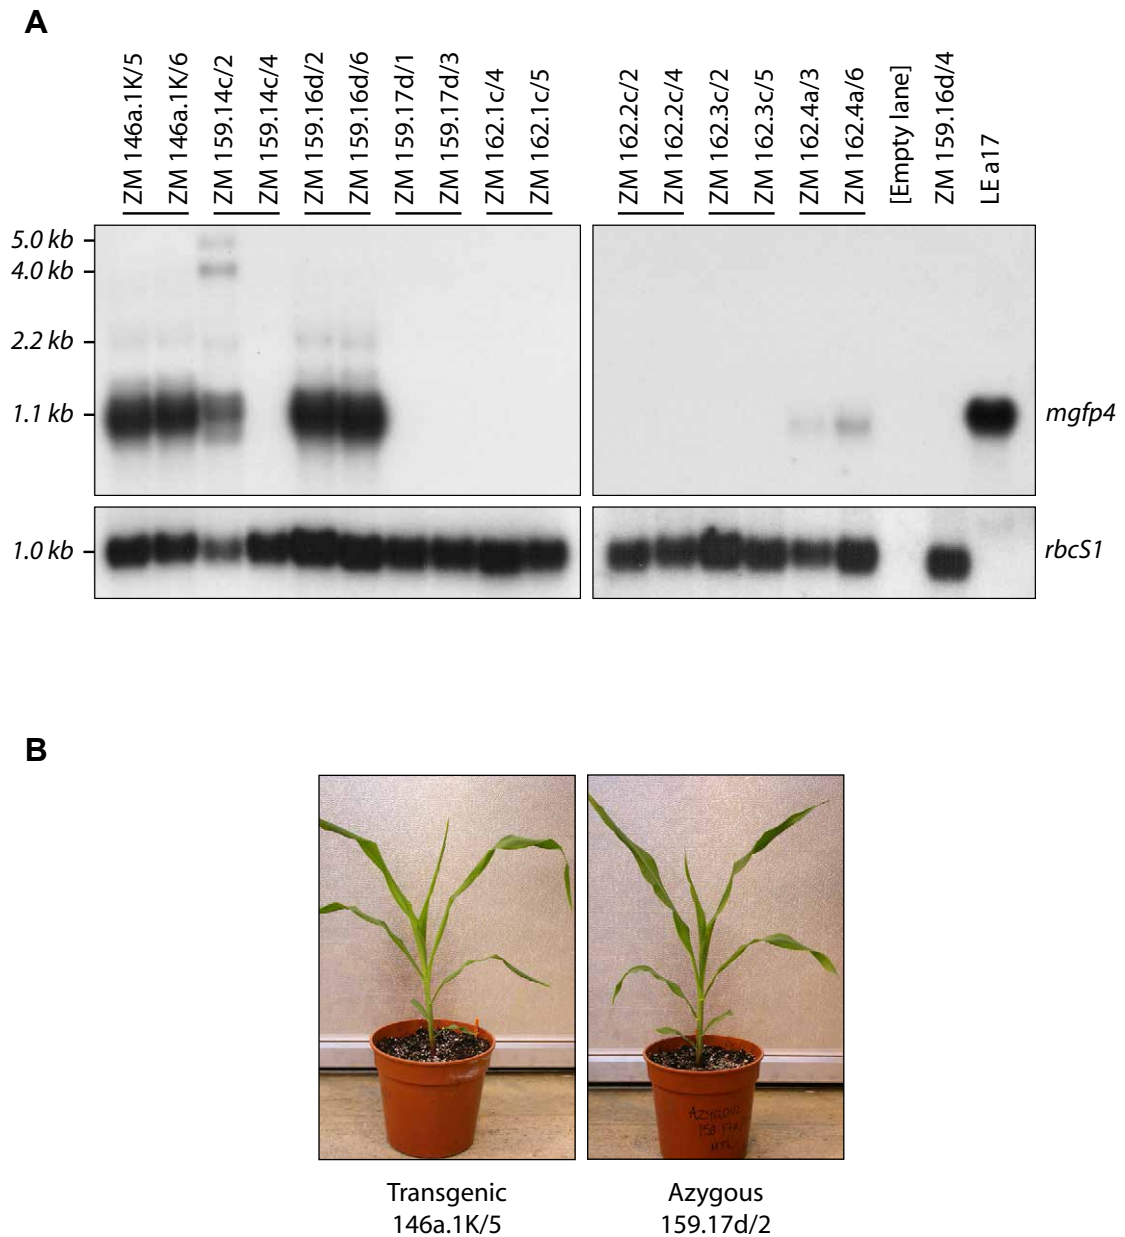 A
ZM 146a.1K/5
ZM 146a.1K/6
ZM 159.14c/2
ZM 159.14c/4
ZM 159.16d/2
ZM 159.16d/6
ZM 159.17d/1
ZM 159.17d/3
ZM 162.1c/4
ZM 162.1c/5
ZM 162.2c/2
ZM 162.2c/4
ZM 162.3c/2
ZM 162.3c/5
ZM 162.4a/3
ZM 162.4a/6
[Empty lane]
ZM 159.16d/4
LE a17
5.0 kb
4.0 kb
2.2 kb
1.1 kb
mgfp4
1.0 kb
rbcS1
B
AZYGOUS
Transgenic
146a.1K/5
Azygous
159.17d/2